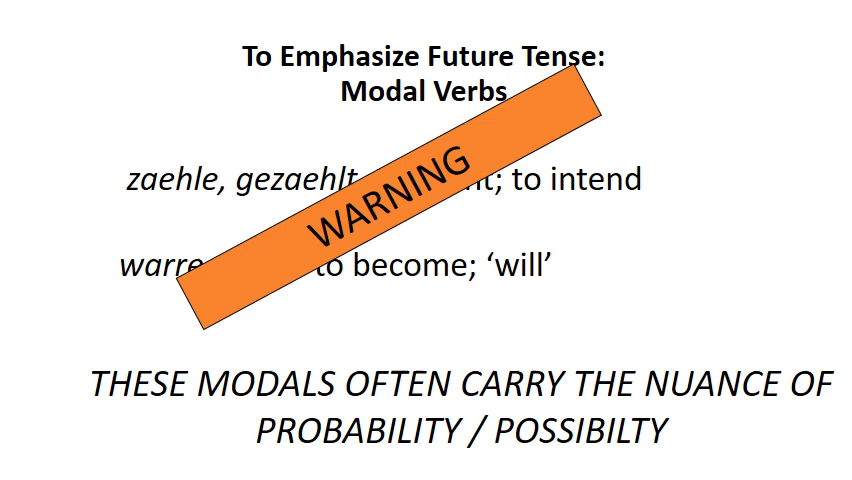 To Emphasize Future Tense:
Modal Verbs
zaehle, gezaehlt to intend
to become; ‘will’
WARNING
THESE MODALS OFTEN CARRY THE NUANCE OF
PROBABILITY / POSSIBILTY